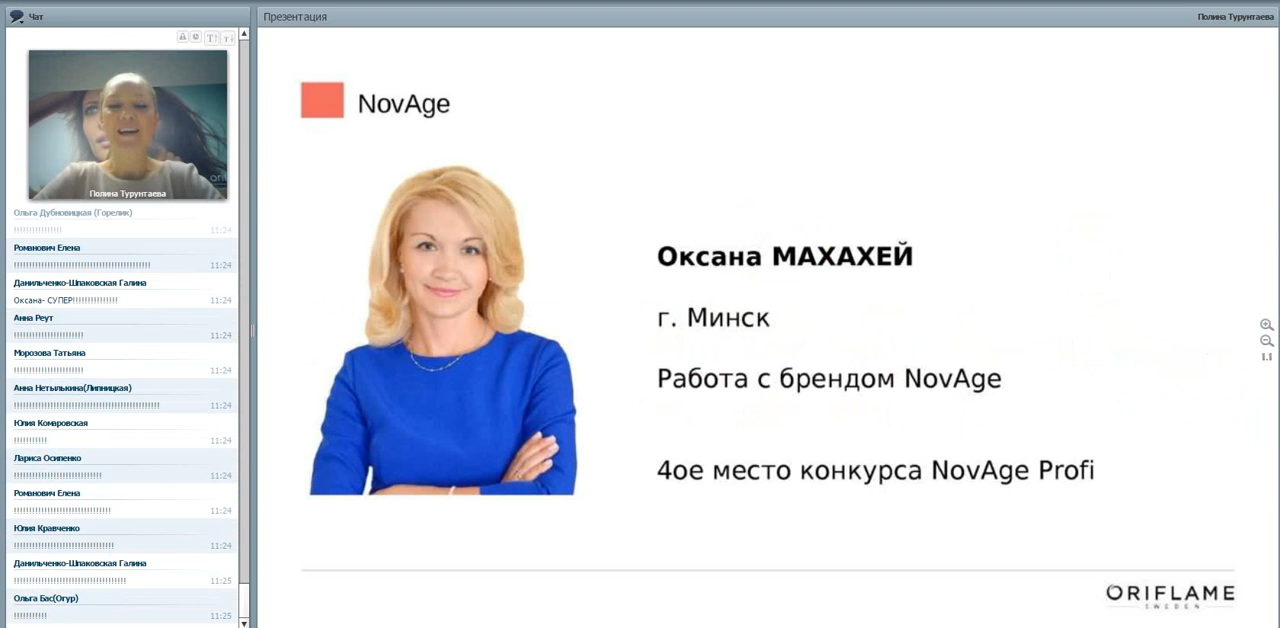 Чат
Презентация
Полина Турунтаева
Полина Турунтаева
Ольга Дубновицкая (Горелик)
!!!!!!!!!!!!!!!! 11:24
Романович Елена
!!!!!!!!!!!!!!!!!!!!!!!!!!!!!!!!!!!!!!!!!!!!! 11:24
Данильченко-Шпаковская Галина
Оксана- СУПЕР!!!!!!!!!!!!!!! 11:24
Анна Реут
!!!!!!!!!!!!!!!!!!!!!!! 11:24
Морозова Татьяна
!!!!!!!!!!!!!!!!!!!!!!! 11:24
Анна Нетылькина(Липницкая)
!!!!!!!!!!!!!!!!!!!!!!!!!!!!!!!!!!!!!!!!!!!!!!!! 11:24
Юлия Комаровская
!!!!!!!!!!! 11:24
Лариса Осипенко
!!!!!!!!!!!!!!!!!!!!!!!!!!!!! 11:24
Романович Елена
!!!!!!!!!!!!!!!!!!!!!!!!!!!!!!!! 11:24
Юлия Кравченко
!!!!!!!!!!!!!!!!!!!!!!!!!!!!!!!!! 11:24
Данильченко-Шпаковская Галина
!!!!!!!!!!!!!!!!!!!!!!!!!!!!!!!!!!!!! 11:25
Ольга Бас(Огур)
!!!!!!!!!!! 11:25
NovAge
Оксана МАХАХЕЙ
г. Минск
Работа с брендом NovAge
4ое место конкурса NovAge Profi
ORIFLAME
SWEDEN
1:1